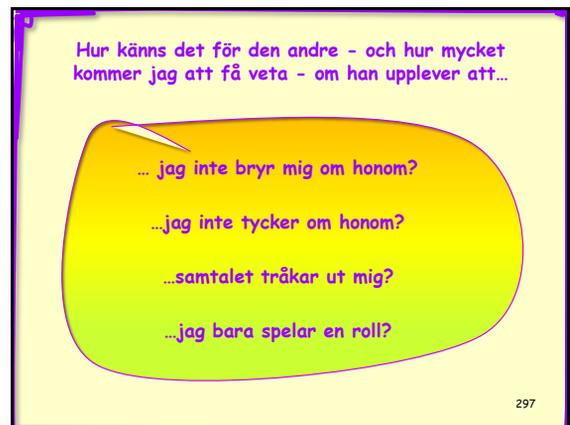 Hur känns det för den andre - och hur mycket
kommer jag att få veta - om han upplever att…
… jag inte bryr mig om honom?
…jag inte tycker om honom?
…samtalet tråkar ut mig?
…jag bara spelar en roll?
297